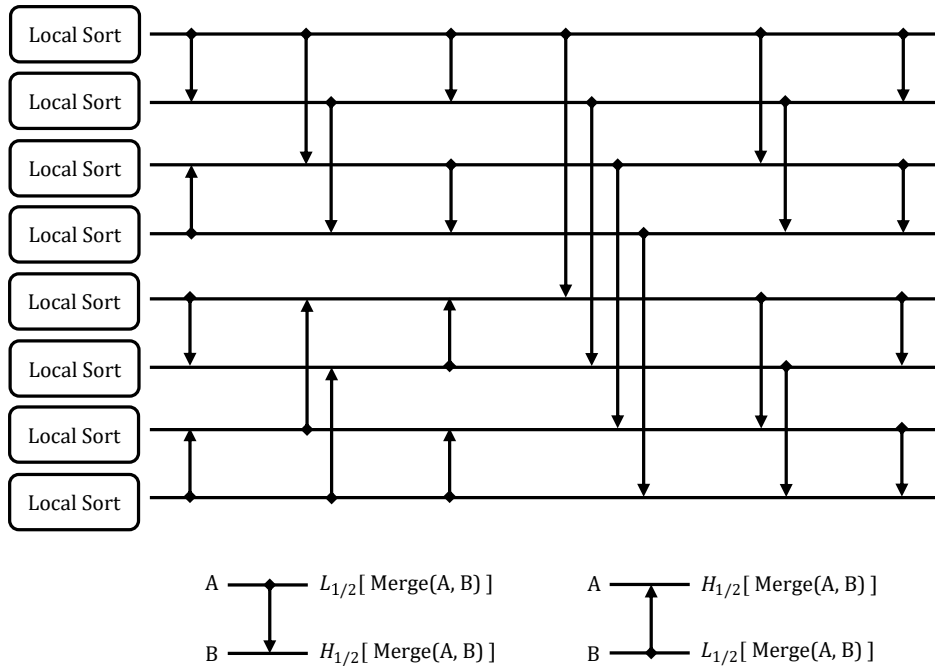 Local Sort
Local Sort
Local Sort
Local Sort
Local Sort
Local Sort
Local Sort
Local Sort
A L1/2[ Merge(A, B) ] A H1/2[ Merge(A, B) ]
B H1/2[ Merge(A, B) ] B L1/2[ Merge(A, B) ]